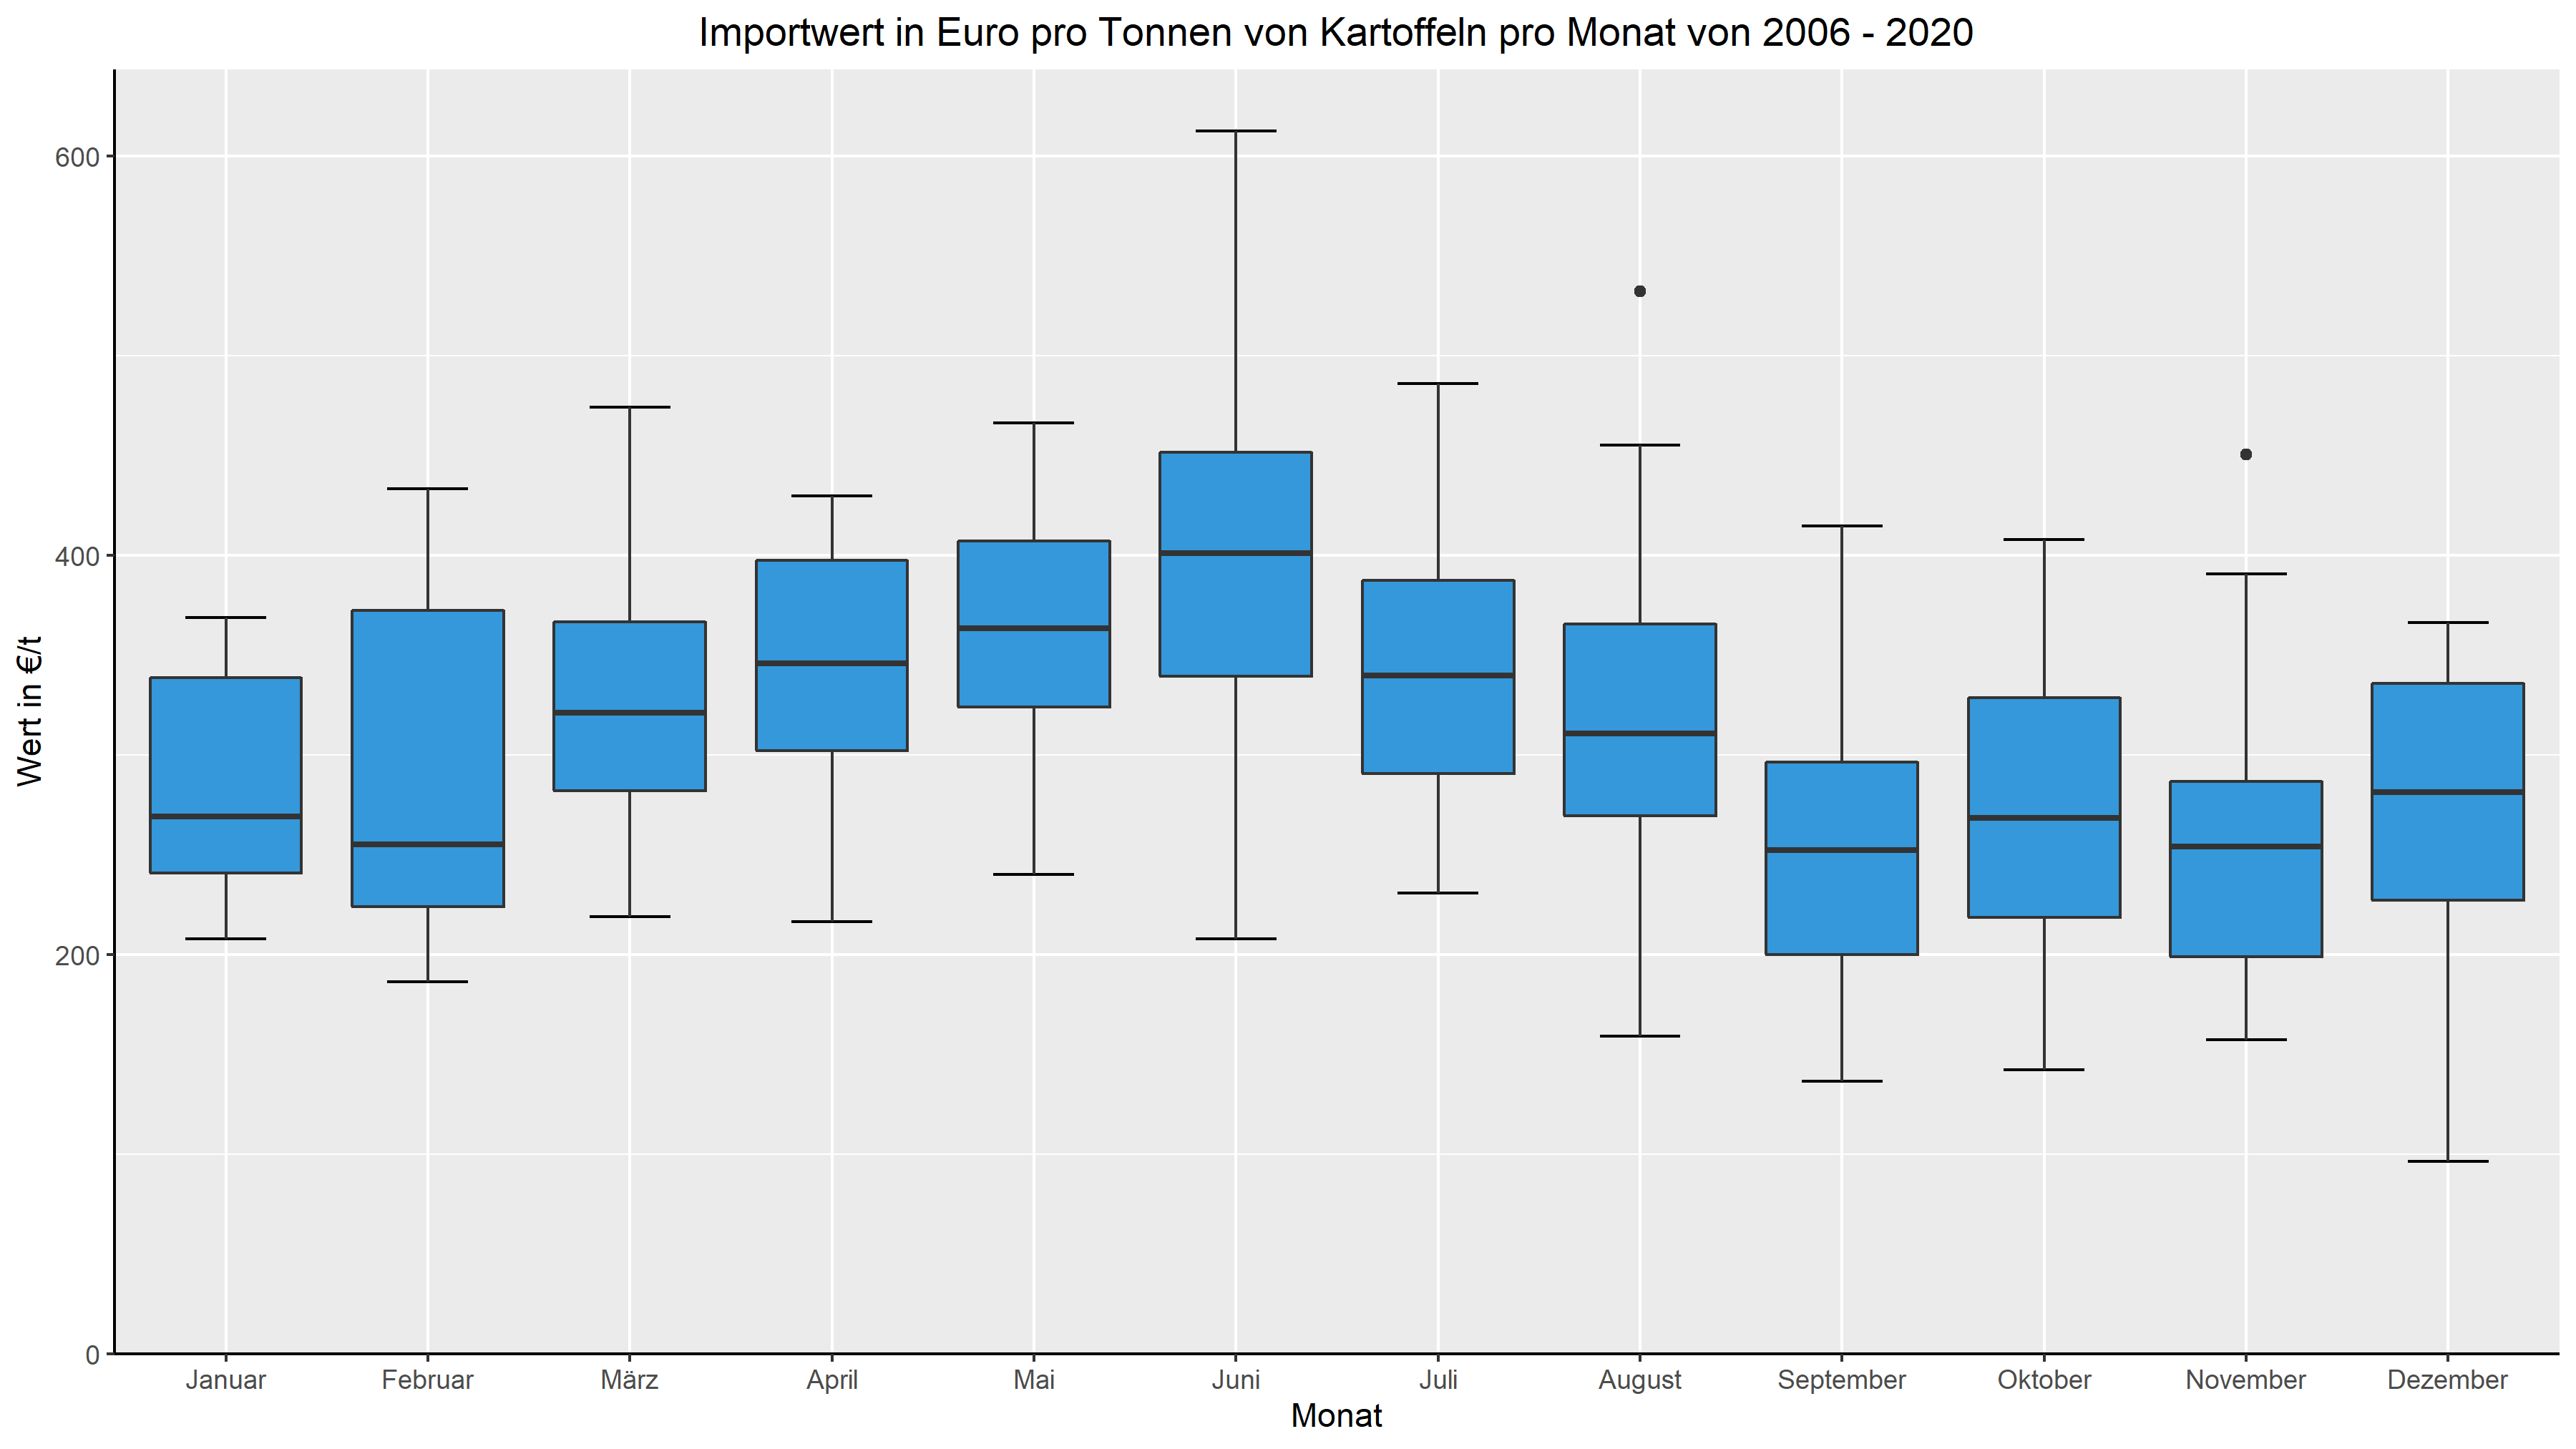 Importwert in Euro pro Tonnen von Kartoffeln pro Monat von 2006 - 2020
Wert in €/t
600
400
200
0
Januar Februar März April Mai Juni Juli August September Oktober November Dezember
Monat